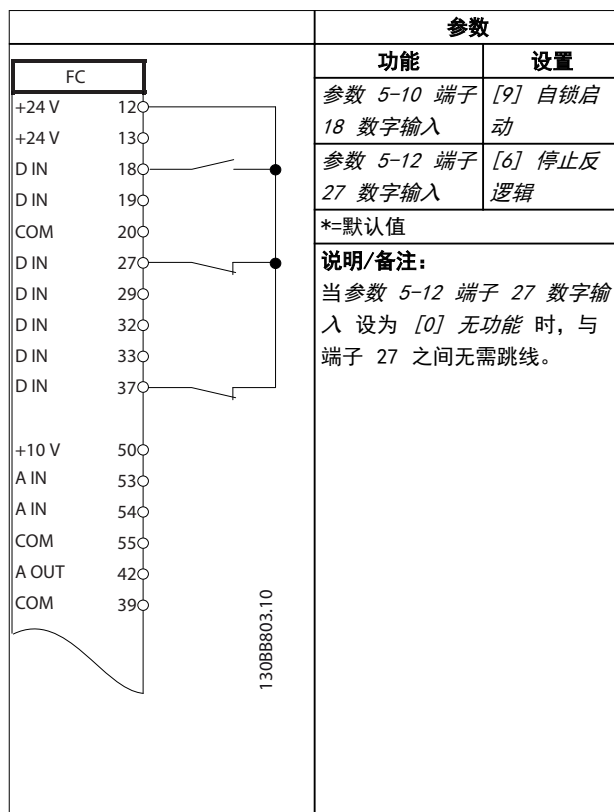 FC
+24 V 12
+24 V 13
D IN 18
D IN 19
COM 20
D IN 27
D IN 29
D IN 32
D IN 33
D IN 37
+10 V 50
A IN 53
A IN 54
COM 55
A OUT 42
COM 39
130BB803.10
参数
功能 设置
参数 5-10 端子 [9] 自锁启
18 数字输入 动
参数 5-12 端子 [6] 停止反
27 数字输入 逻辑
*=默认值
说明/备注:
当参数 5-12 端子 27 数字输
入 设为 [0] 无功能 时, 与
端子 27 之间无需跳线。